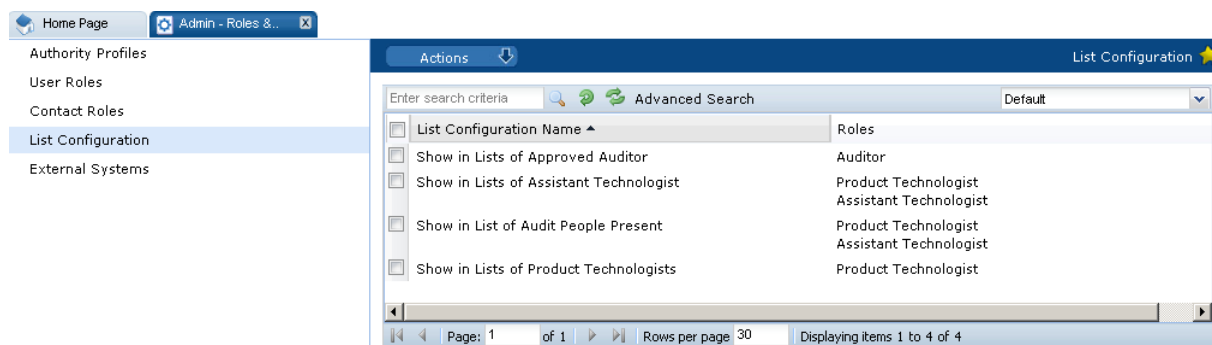 Home Page
Admin - Roles &..
Authority Profiles
User Roles
Contact Roles
List Configuration
External Systems
Actions
List Configuration
Enter search criteria
Advanced Search
Default
List Configuration Name
Roles
Show in Lists of Approved Auditor
Auditor
Show in Lists of Assistant Technologist
Product Technologist
Assistant Technologist
Show in List of Audit People Present
Product Technologist
Assistant Technologist
Show in Lists of Product Technologists
Product Technologist
Page: 1 of 1 Rows per page 30 Displaying items 1 to 4 of 4